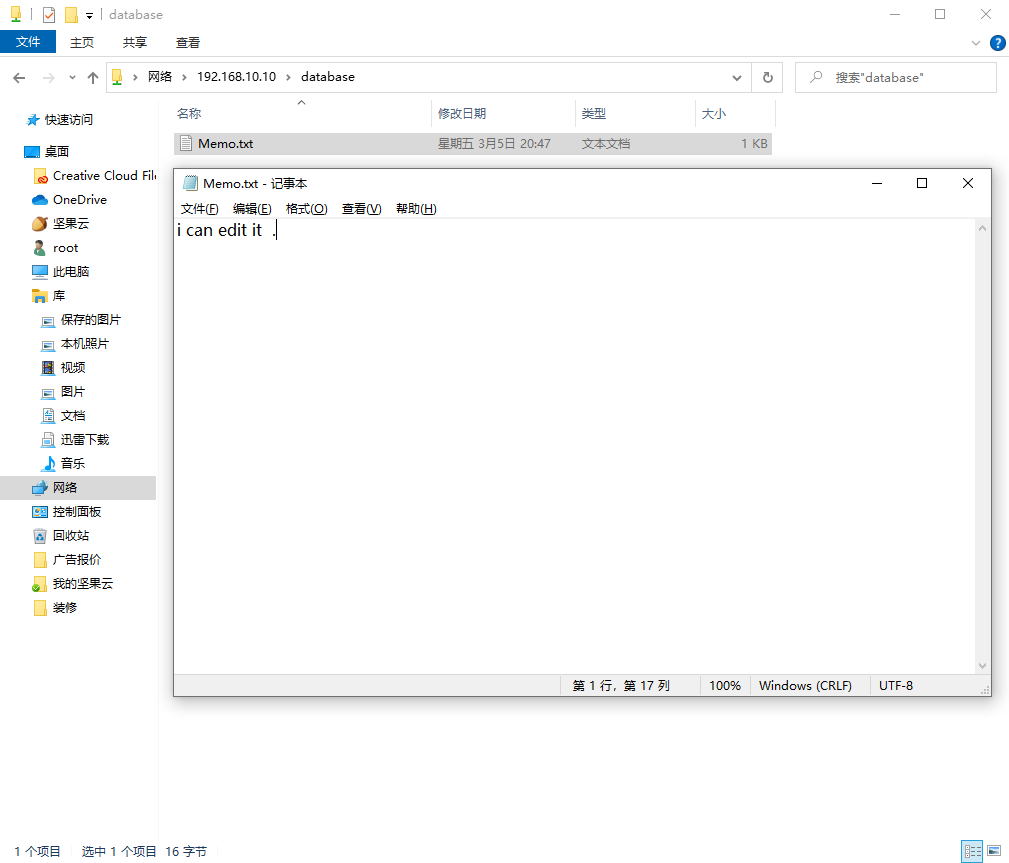 database
文件 主页 共享 查看
网络 192.168.10.10 database
搜索"database"
名称 修改日期 类型 大小
Memo.txt 星期五 3月5日 20:47 文本文档 1 KB
快速访问
桌面
Creative Cloud File
OneDrive
坚果云
root
此电脑
库
保存的图片
本机照片
视频
图片
文档
迅雷下载
音乐
网络
控制面板
回收站
广告报价
我的坚果云
装修
Memo.txt - 记事本
文件(F) 编辑(E) 格式(O) 查看(V) 帮助(H)
i can edit it  .
第 1 行，第 17 列 100% Windows (CRLF) UTF-8
1 个项目 选中 1 个项目 16 字节